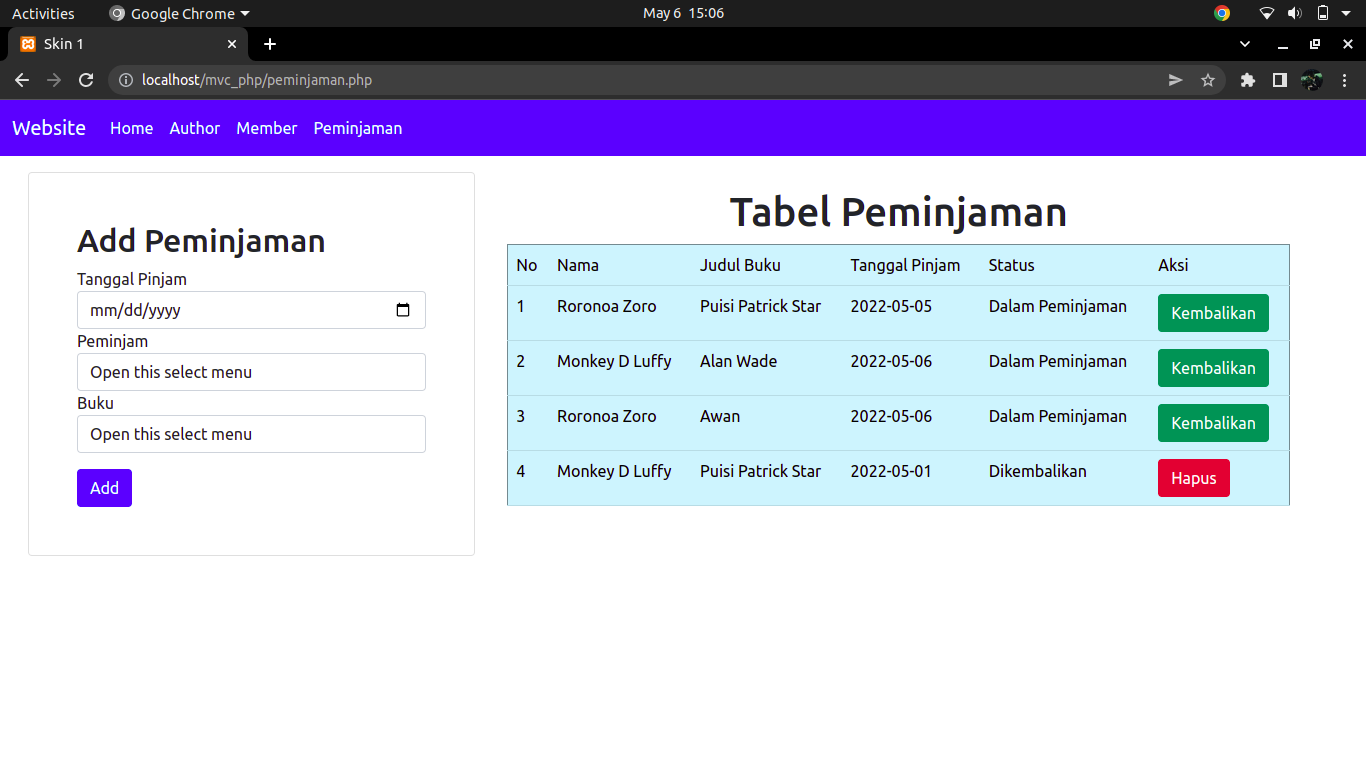 Activities Google Chrome May 6 15:06
Skin 1
localhost/mvc_php/peminjaman.php
Website Home Author Member Peminjaman
Add Peminjaman
Tanggal Pinjam
mm/dd/yyyy
Peminjam
Open this select menu
Buku
Open this select menu
Add
Tabel Peminjaman
No Nama Judul Buku Tanggal Pinjam Status Aksi
1 Roronoa Zoro Puisi Patrick Star 2022-05-05 Dalam Peminjaman Kembalikan
2 Monkey D Luffy Alan Wade 2022-05-06 Dalam Peminjaman Kembalikan
3 Roronoa Zoro Awan 2022-05-06 Dalam Peminjaman Kembalikan
4 Monkey D Luffy Puisi Patrick Star 2022-05-01 Dikembalikan Hapus